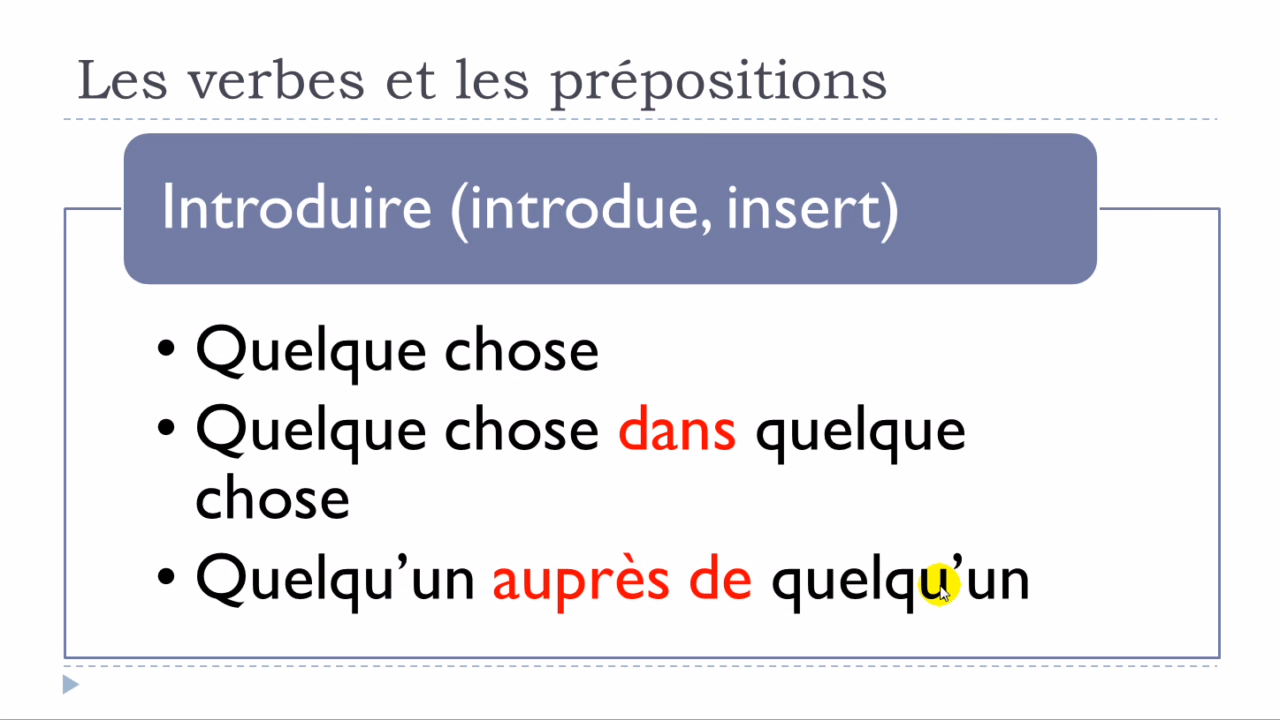 Les verbes et les prépositions
Introduire (introdue, insert)
• Quelque chose
• Quelque chose dans quelque
chose
• Quelqu’un auprès de quelqu’un